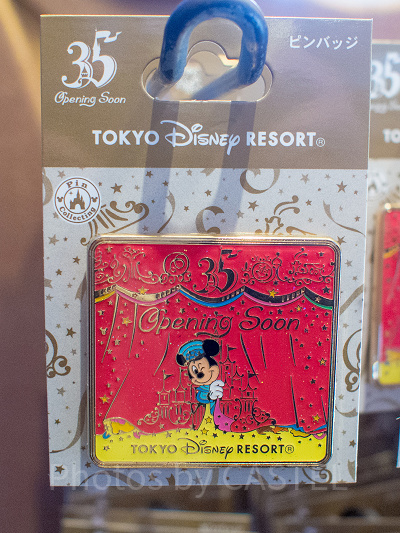 35
Opening Soon
ピンバッジ
TOKYO Disney RESORT®
Pin
Collecting
35
Opening Soon
TOKYO Disney RESORT®
Photos by CASTEL